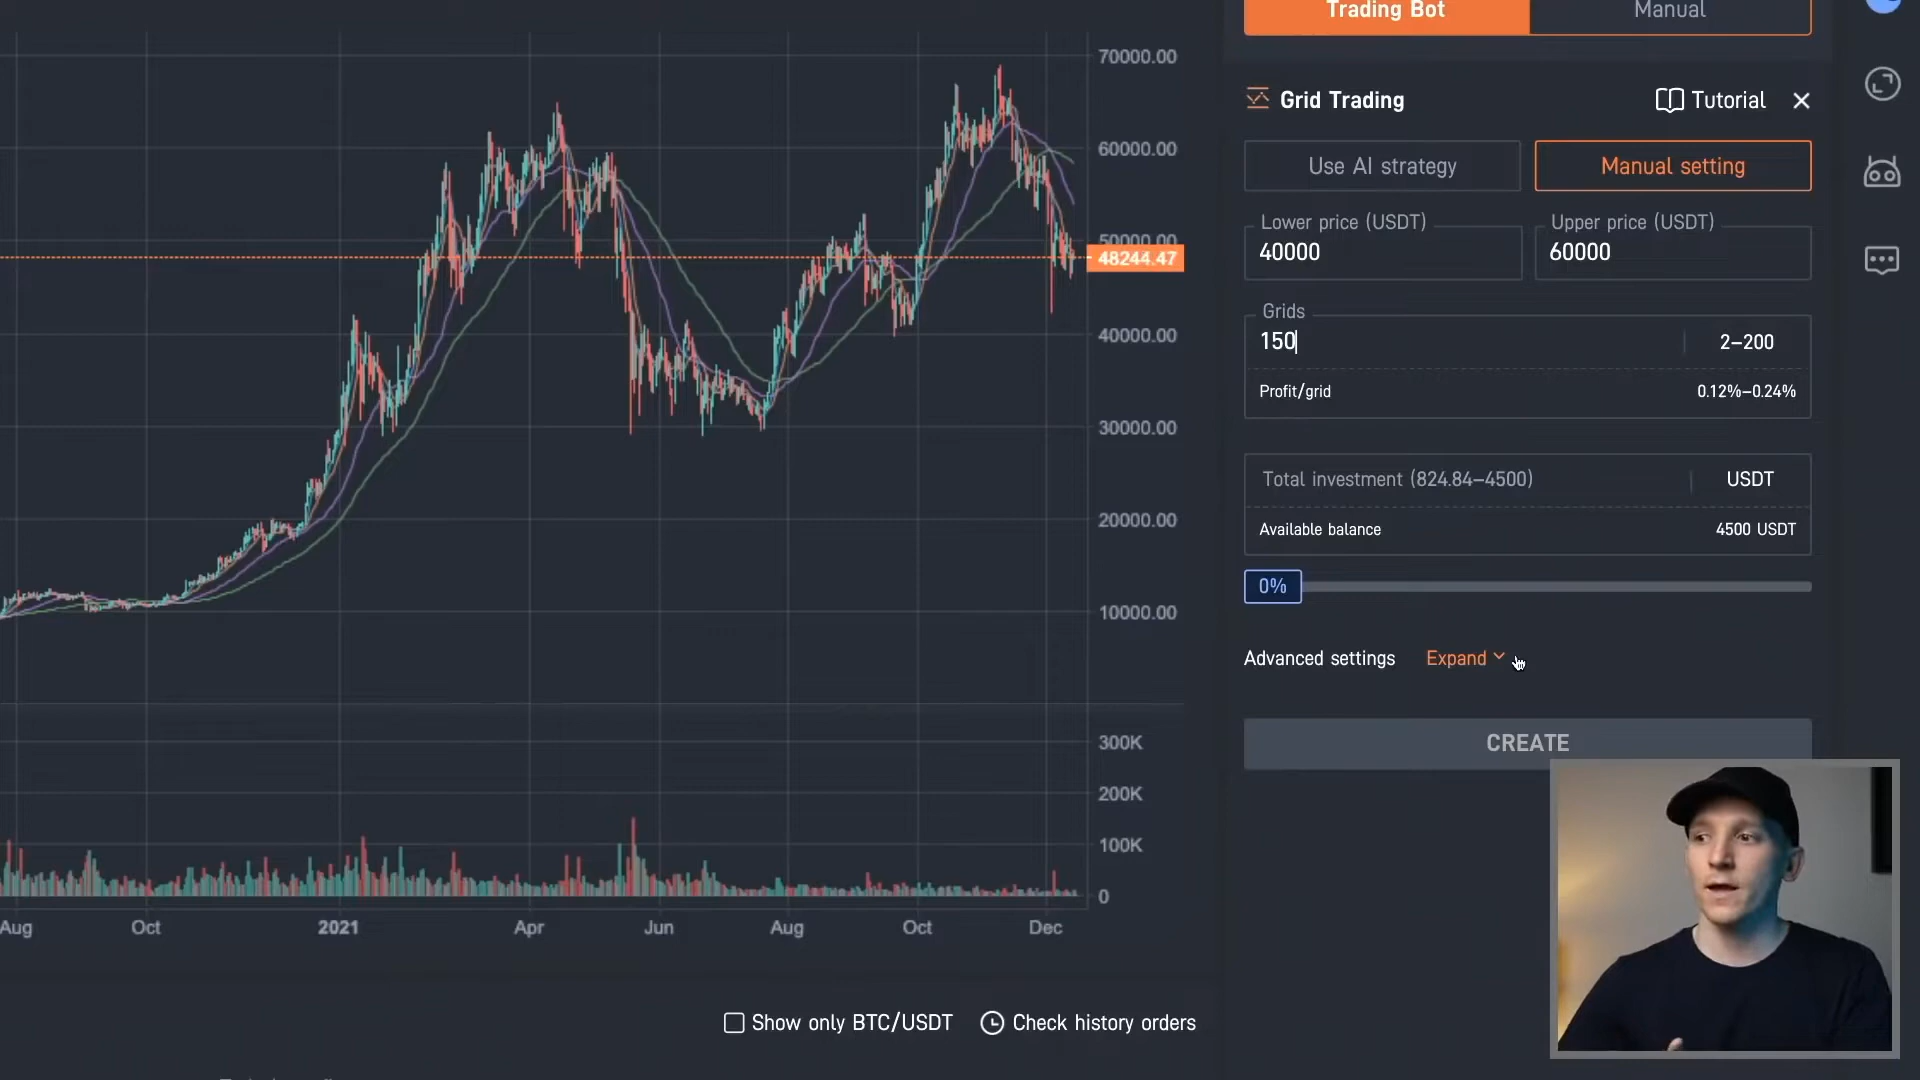 Trading Bot
Manual
Grid Trading
Tutorial
Use AI strategy
Manual setting
Lower price (USDT)
Upper price (USDT)
40000
60000
Grids
150
2–200
Profit/grid
0.12%–0.24%
Total investment (824.84–4500)
USDT
Available balance
4500 USDT
0%
Advanced settings
Expand
CREATE
70000.00
60000.00
50000.00
48244.47
40000.00
30000.00
20000.00
10000.00
300K
200K
100K
0
Aug
Oct
2021
Apr
Jun
Aug
Oct
Dec
Show only BTC/USDT
Check history orders